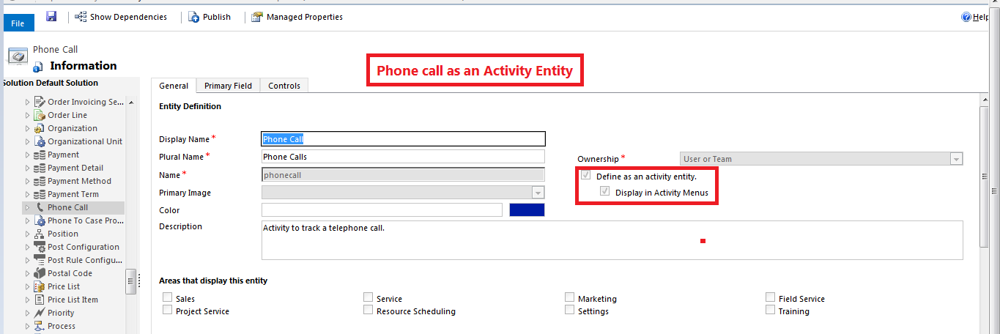 File
Show Dependencies
Publish
Managed Properties
Help
Phone Call
Information
Phone call as an Activity Entity
Solution Default Solution
Order Invoicing Se...
Order Line
Organization
Organizational Unit
Payment
Payment Detail
Payment Method
Payment Term
Phone Call
Phone To Case Pro...
Position
Post Configuration
Post Rule Configu...
Postal Code
Price List
Price List Item
Priority
Process
General
Primary Field
Controls
Entity Definition
Display Name *
Phone Call
Plural Name *
Phone Calls
Ownership *
User or Team
Name *
phonecall
Define as an activity entity.
Primary Image
Display in Activity Menus
Color
Description
Activity to track a telephone call.
Areas that display this entity
Sales
Service
Marketing
Field Service
Project Service
Resource Scheduling
Settings
Training